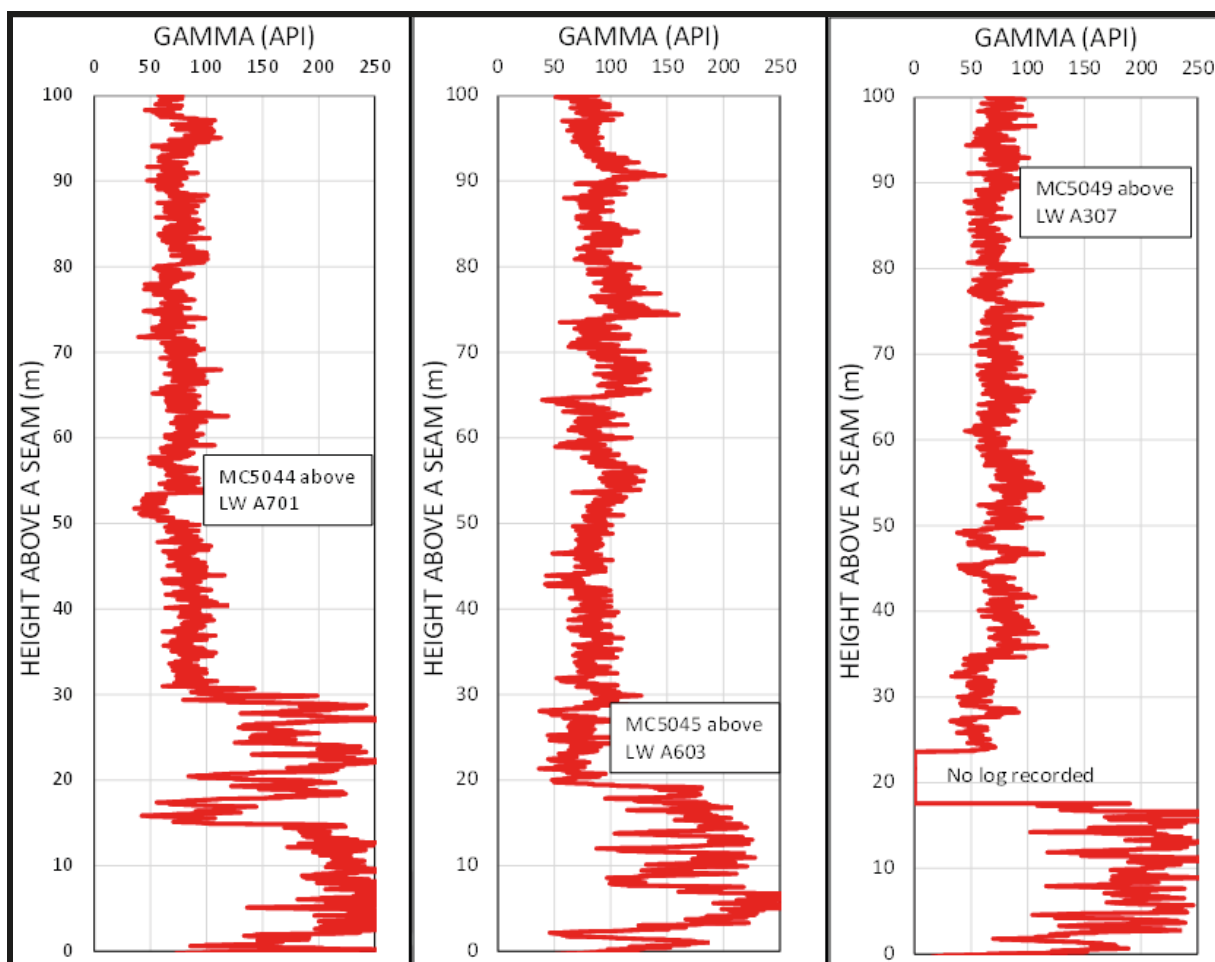 GAMMA (API)
0 50 100 150 200 250
HEIGHT ABOVE A SEAM (m)
100
90
80
70
60
50
40
30
20
10
0
MC5044 above
LW A701
GAMMA (API)
0 50 100 150 200 250
HEIGHT ABOVE A SEAM (m)
100
90
80
70
60
50
40
30
20
10
0
MC5045 above
LW A603
GAMMA (API)
0 50 100 150 200 250
HEIGHT ABOVE A SEAM (m)
100
90
80
70
60
50
40
30
20
10
0
MC5049 above
LW A307
No log recorded